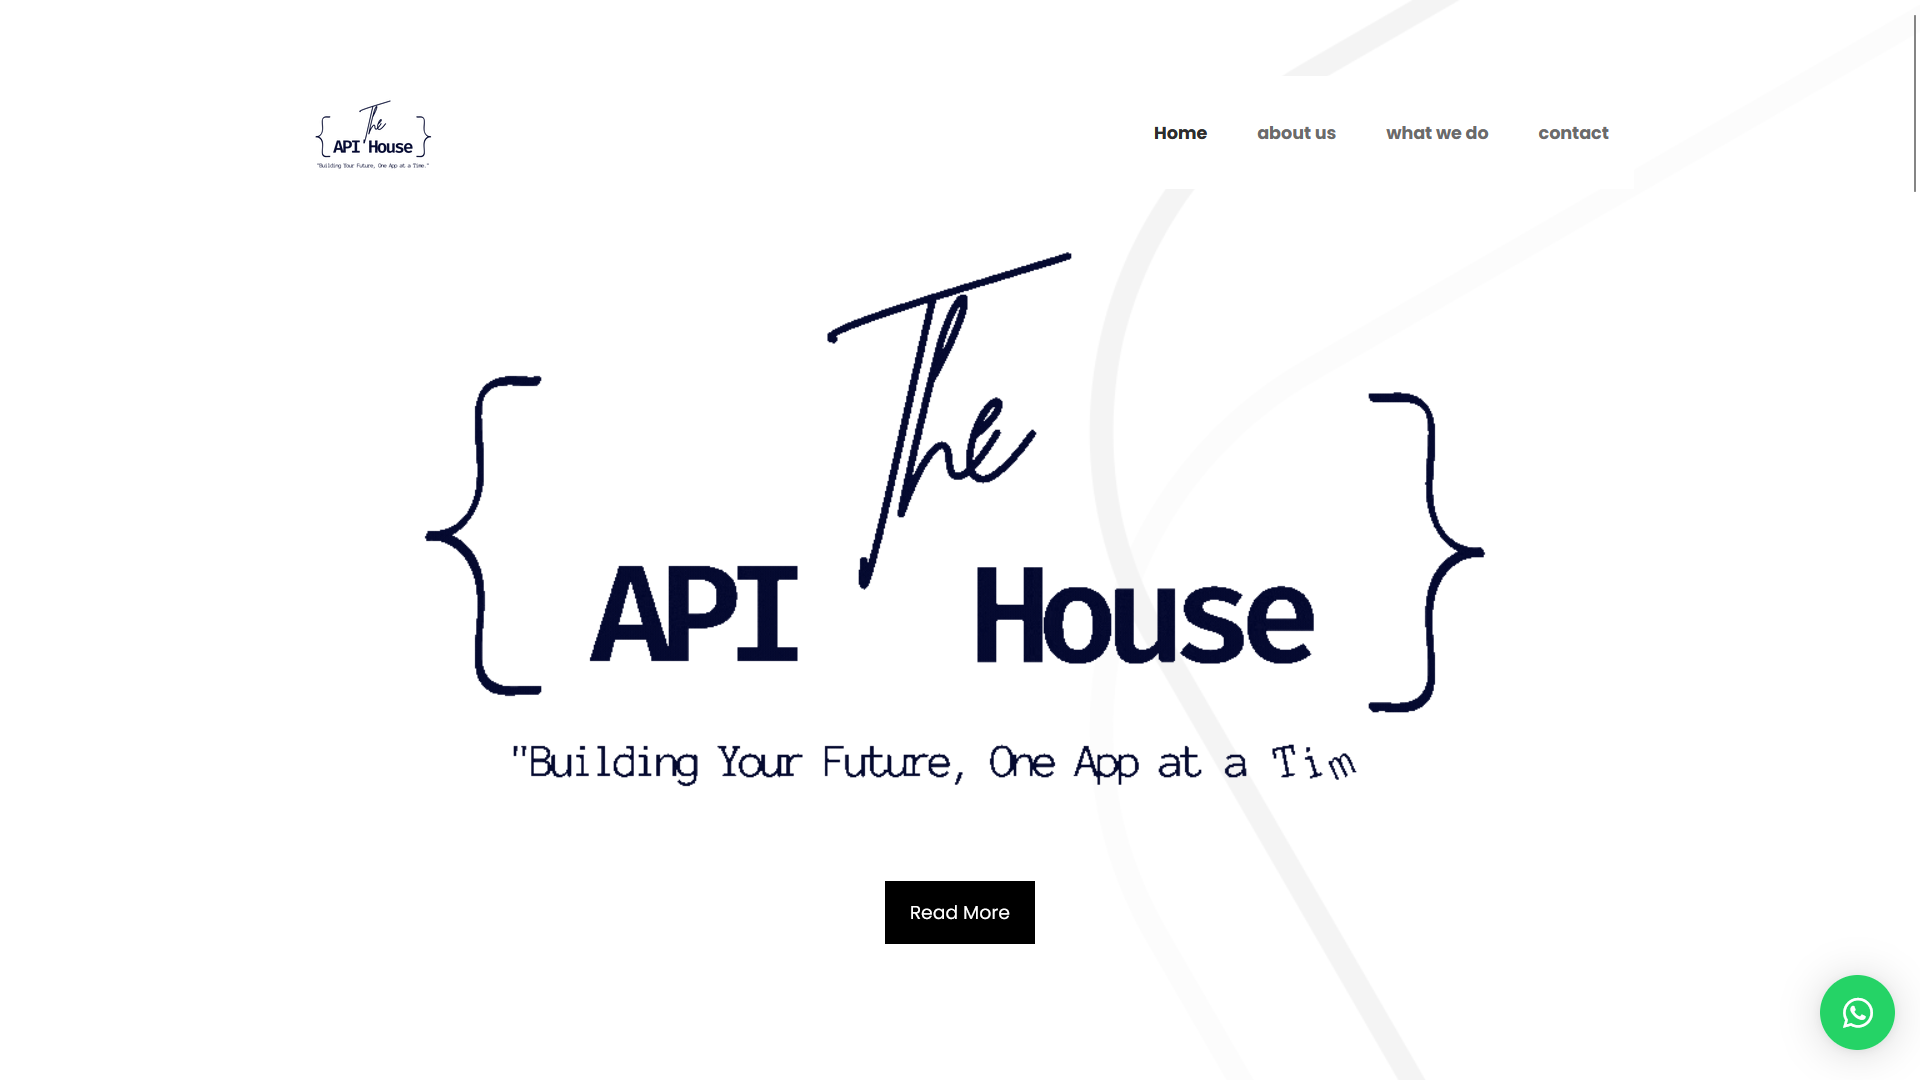 The
API House
"Building Your Future, One App at a Time."
Home
about us
what we do
contact
The
API House
"Building Your Future, One App at a Tim
Read More